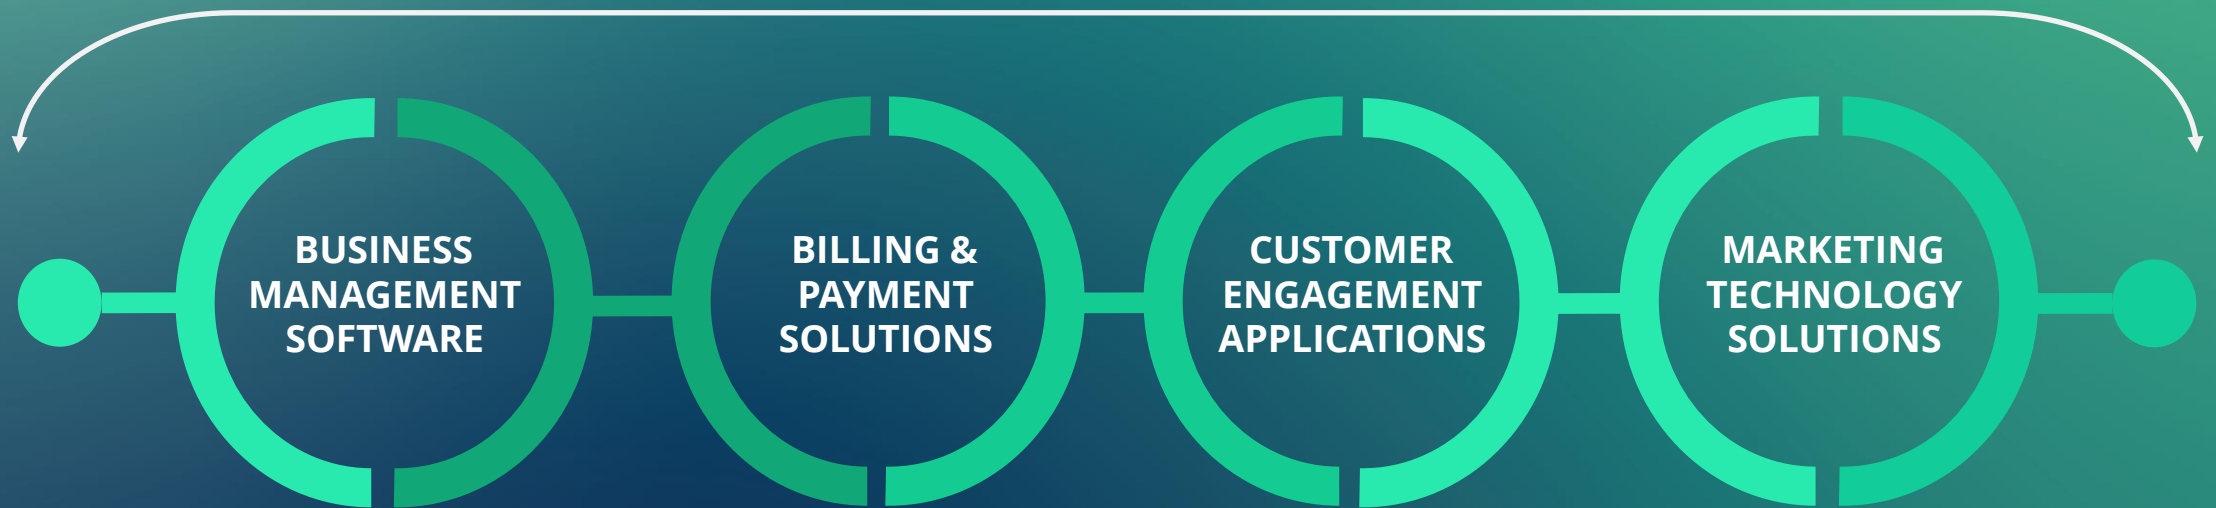 BUSINESS
MANAGEMENT
SOFTWARE
BILLING &
PAYMENT
SOLUTIONS
CUSTOMER
ENGAGEMENT
APPLICATIONS
MARKETING
TECHNOLOGY
SOLUTIONS